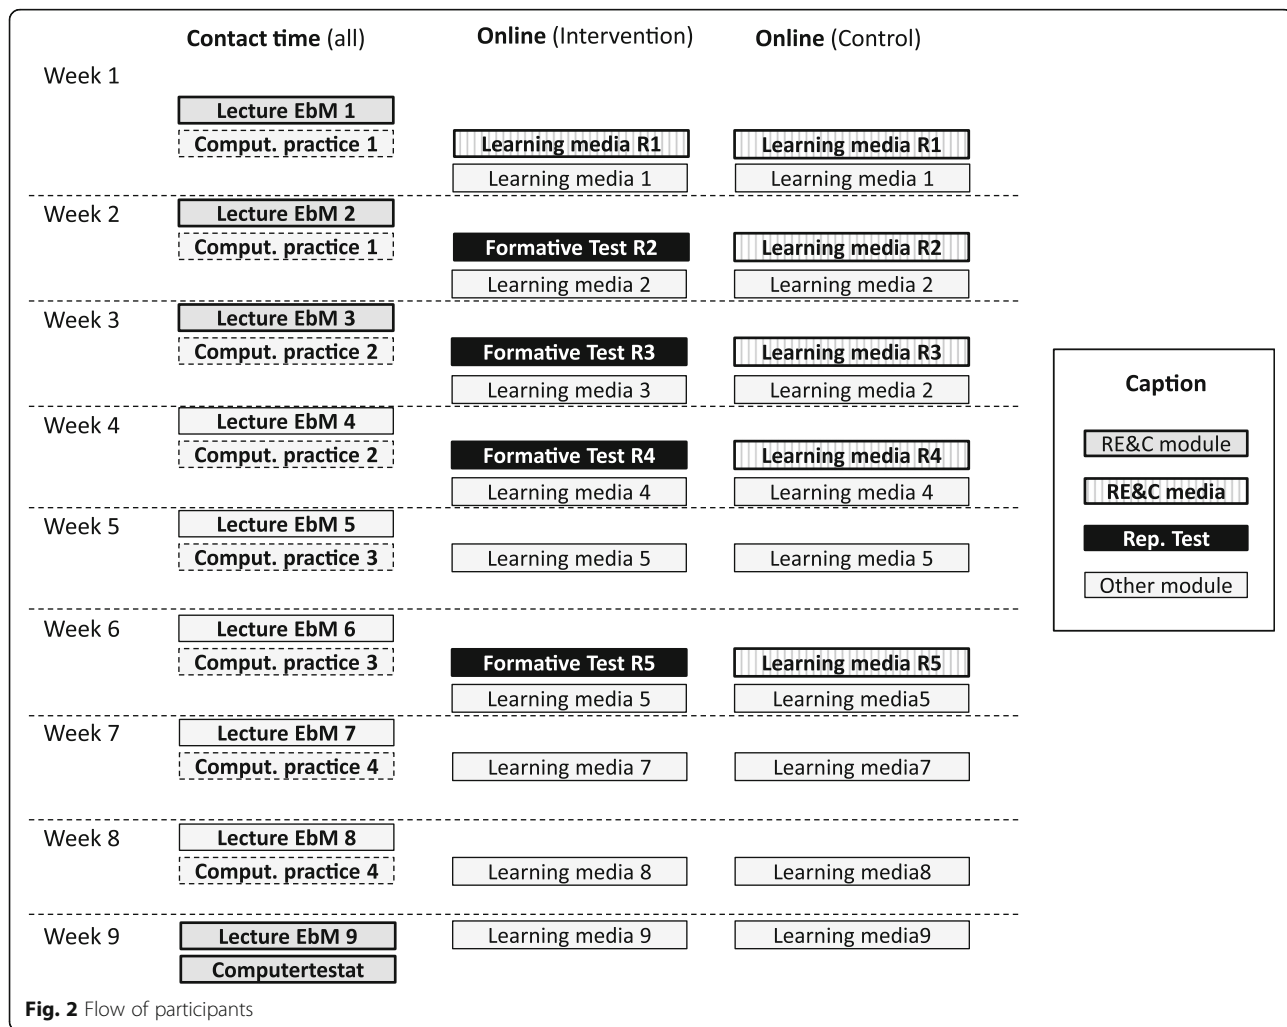 Contact time (all) Online (Intervention) Online (Control)
Week 1
Lecture EbM 1
Comput. practice 1 Learning media R1 Learning media R1
Learning media 1 Learning media 1
Week 2 Lecture EbM 2
Comput. practice 1 Formative Test R2 Learning media R2
Learning media 2 Learning media 2
Week 3 Lecture EbM 3
Comput. practice 2 Formative Test R3 Learning media R3
Learning media 3 Learning media 2
Week 4 Lecture EbM 4
Comput. practice 2 Formative Test R4 Learning media R4
Learning media 4 Learning media 4
Week 5 Lecture EbM 5
Comput. practice 3 Learning media 5 Learning media 5
Week 6 Lecture EbM 6
Comput. practice 3 Formative Test R5 Learning media R5
Learning media 5 Learning media5
Week 7 Lecture EbM 7
Comput. practice 4 Learning media 7 Learning media7
Week 8 Lecture EbM 8
Comput. practice 4 Learning media 8 Learning media8
Week 9 Lecture EbM 9 Learning media 9 Learning media9
Computertestat
Caption
RE&C module
RE&C media
Rep. Test
Other module
Fig. 2 Flow of participants